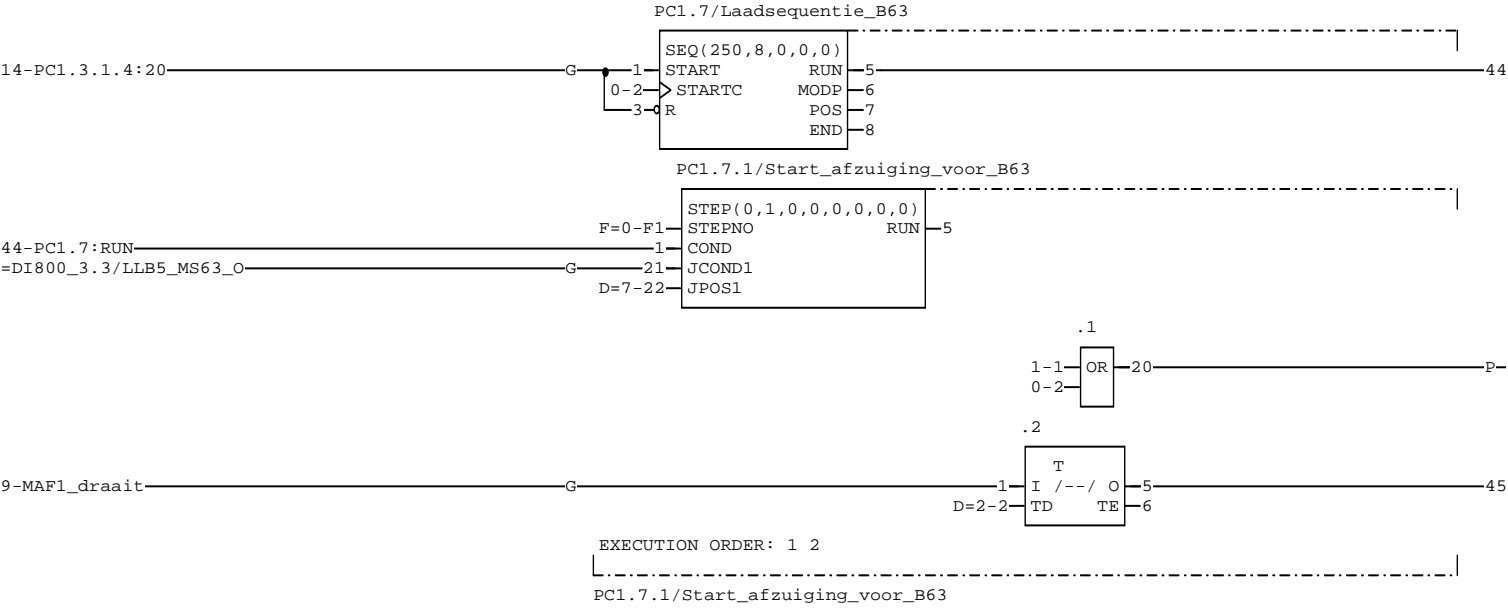 PC1.7/Laadsequentie_B63
SEQ(250,8,0,0,0)
14-PC1.3.1.4:20 G 1 START RUN 5 44
0-2 STARTC MODP 6
3 R POS 7
END 8
PC1.7.1/Start_afzuiging_voor_B63
STEP(0,1,0,0,0,0,0,0)
F=0-F1 STEPNO RUN 5
44-PC1.7:RUN 1 COND
=DI800_3.3/LLB5_MS63_O G 21 JCOND1
D=7-22 JPOS1
.1
1-1 OR 20 P
0-2
.2
T
9-MAF1_draait G 1 I /--/ O 5 45
D=2-2 TD TE 6
EXECUTION ORDER: 1 2
PC1.7.1/Start_afzuiging_voor_B63